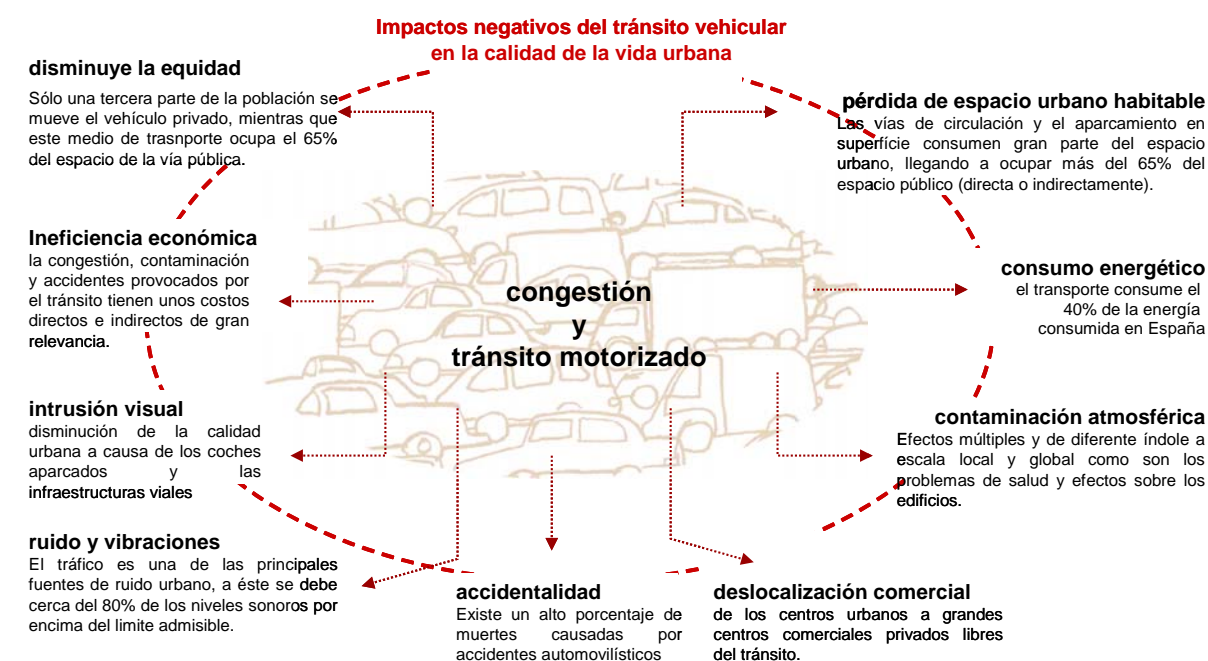 Impactos negativos del tránsito vehicular
en la calidad de la vida urbana
disminuye la equidad
Sólo una tercera parte de la población se
mueve el vehículo privado, mientras que
este medio de trasnporte ocupa el 65%
del espacio de la vía pública.
pérdida de espacio urbano habitable
Las vías de circulación y el aparcamiento en
superfície consumen gran parte del espacio
urbano, llegando a ocupar más del 65% del
espacio público (directa o indirectamente).
Ineficiencia económica
la congestión, contaminación
y accidentes provocados por
el tránsito tienen unos costos
directos e indirectos de gran
relevancia.
congestión
y
tránsito motorizado
consumo energético
el transporte consume el
40% de la energía
consumida en España
intrusión visual
disminución de la calidad
urbana a causa de los coches
aparcados y las
infraestructuras viales
contaminación atmosférica
Efectos múltiples y de diferente índole a
escala local y global como son los
problemas de salud y efectos sobre los
edificios.
ruido y vibraciones
El tráfico es una de las principales
fuentes de ruido urbano, a éste se debe
cerca del 80% de los niveles sonoros por
encima del limite admisible.
accidentalidad
Existe un alto porcentaje de
muertes causadas por
accidentes automovilísticos
deslocalización comercial
de los centros urbanos a grandes
centros comerciales privados libres
del tránsito.